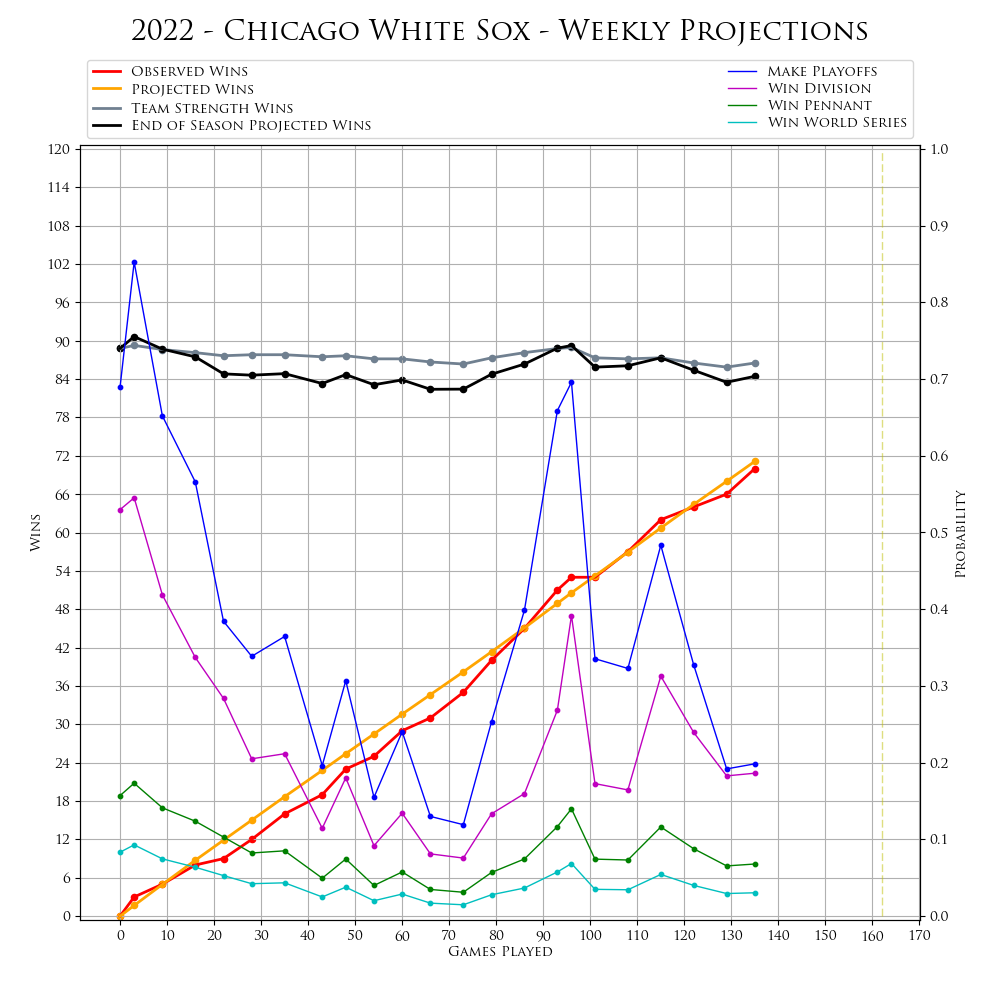 2022 - Chicago White Sox - Weekly Projections
Observed Wins
Projected Wins
Team Strength Wins
End of Season Projected Wins
Make Playoffs
Win Division
Win Pennant
Win World Series
120
114
108
102
96
90
84
78
72
66
60
54
48
42
36
30
24
18
12
6
0
Wins
1.0
0.9
0.8
0.7
0.6
0.5
0.4
0.3
0.2
0.1
0.0
Probability
0 10 20 30 40 50 60 70 80 90 100 110 120 130 140 150 160 170
Games Played